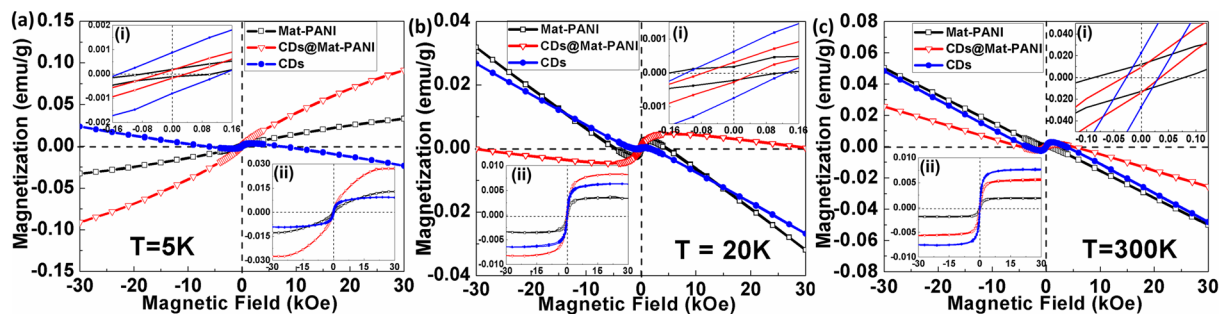 (a)
Magnetization (emu/g)
0.15
0.10
0.05
0.00
-0.05
-0.10
-0.15
-30 -20 -10 0 10 20 30
Magnetic Field (kOe)
T=5K
Mat-PANI
CDs@Mat-PANI
CDs
(i)
0.002
0.001
0.000
-0.001
-0.002
-0.16 -0.08 0.00 0.08 0.16
(ii)
0.030
0.015
0.000
-0.015
-0.030
-30 -15 0 15 30
(b)
Magnetization (emu/g)
0.04
0.02
0.00
0.02
0.04
-30 -20 -10 0 10 20 30
Magnetic Field (kOe)
T = 20K
Mat-PANI
CDs@Mat-PANI
CDs
(i)
0.001
0.000
0.001
-0.16 -0.08 0.00 0.08 0.16
(ii)
0.010
0.005
0.000
-0.005
-0.010
-30 -15 0 15 30
(c)
Magnetization (emu/g)
0.08
0.06
0.04
0.02
0.00
-0.02
-0.04
-0.06
-0.08
-30 -20 -10 0 10 20 30
Magnetic Field (kOe)
T=300K
Mat-PANI
CDs@Mat-PANI
CDs
(i)
0.04
0.02
0.00
-0.02
-0.04
-0.10 -0.05 0.00 0.05 0.10
(ii)
0.010
0.005
0.000
-0.005
-0.010
-30 -15 0 15 30